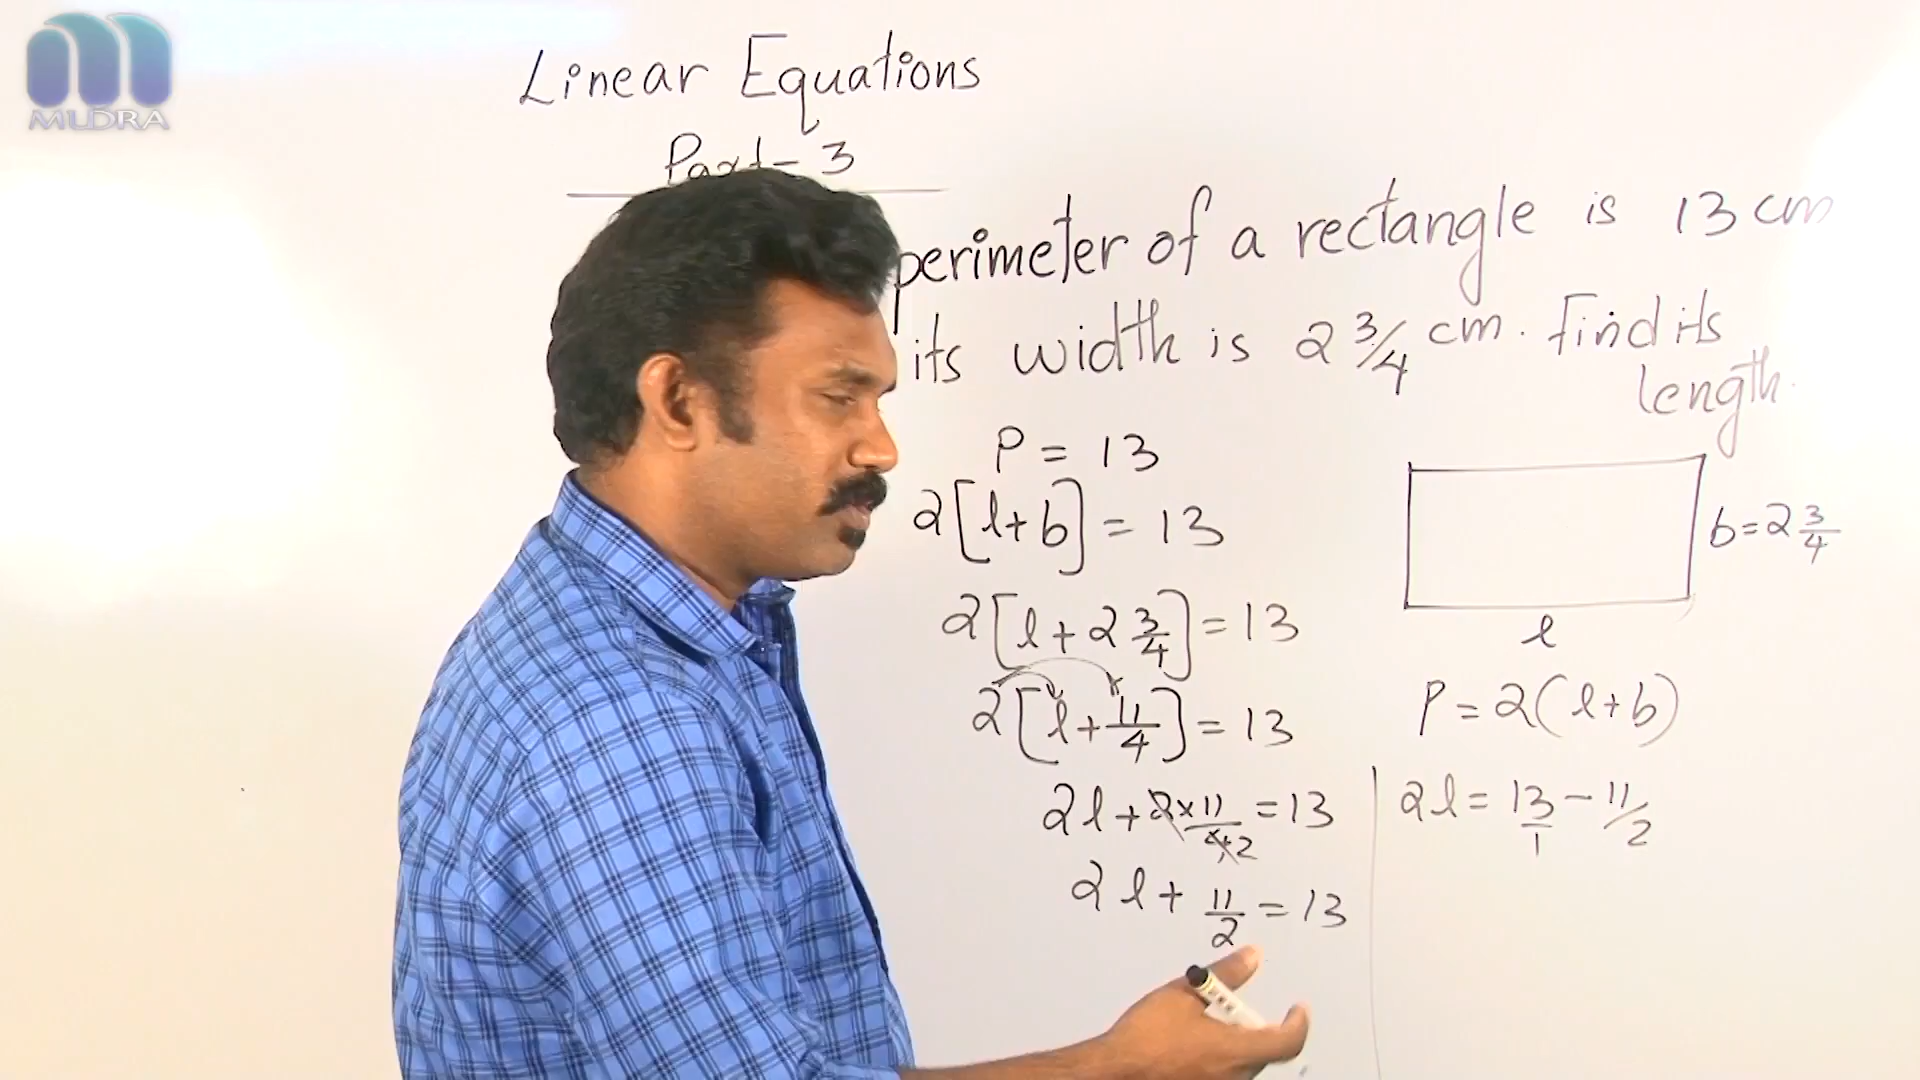 MUDRA
Linear Equations
Part-3
perimeter of a rectangle is 13 cm
its width is 2 3/4 cm. Find its
length.
P = 13
2[l+b] = 13
2[l+2 3/4] = 13
2[l+11/4] = 13
2l+2×11/4 2 = 13
2l+11/2 = 13
b=2 3/4
l
P = 2(l+b)
2l = 13/1 - 11/2